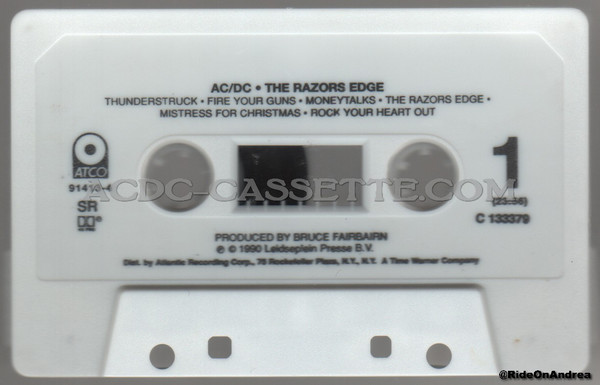 AC/DC • THE RAZORS EDGE
THUNDERSTRUCK • FIRE YOUR GUNS • MONEYTALKS • THE RAZORS EDGE •
MISTRESS FOR CHRISTMAS • ROCK YOUR HEART OUT
ATCO
1
ACDC-CASSETTE.COM
SR
C 133379
PRODUCED BY BRUCE FAIRBAIRN
℗ © 1990 Leidseplein Presse B.V.
Dist. by Atlantic Recording Corp., 75 Rockefeller Plaza, N.Y., N.Y. A Time Warner Company
@RideOnAndrea